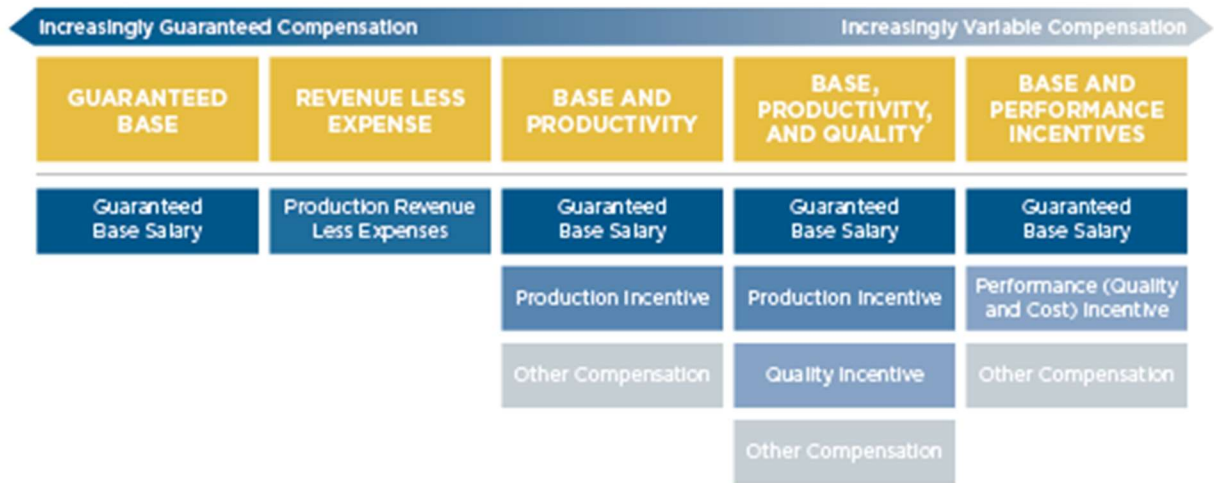 Increasingly Guaranteed Compensation
Increasingly Variable Compensation
GUARANTEED
BASE
REVENUE LESS
EXPENSE
BASE AND
PRODUCTIVITY
BASE,
PRODUCTIVITY,
AND QUALITY
BASE AND
PERFORMANCE
INCENTIVES
Guaranteed
Base Salary
Production Revenue
Less Expenses
Guaranteed
Base Salary
Guaranteed
Base Salary
Guaranteed
Base Salary
Production Incentive
Production Incentive
Performance (Quality
and Cost) Incentive
Other Compensation
Quality Incentive
Other Compensation
Other Compensation